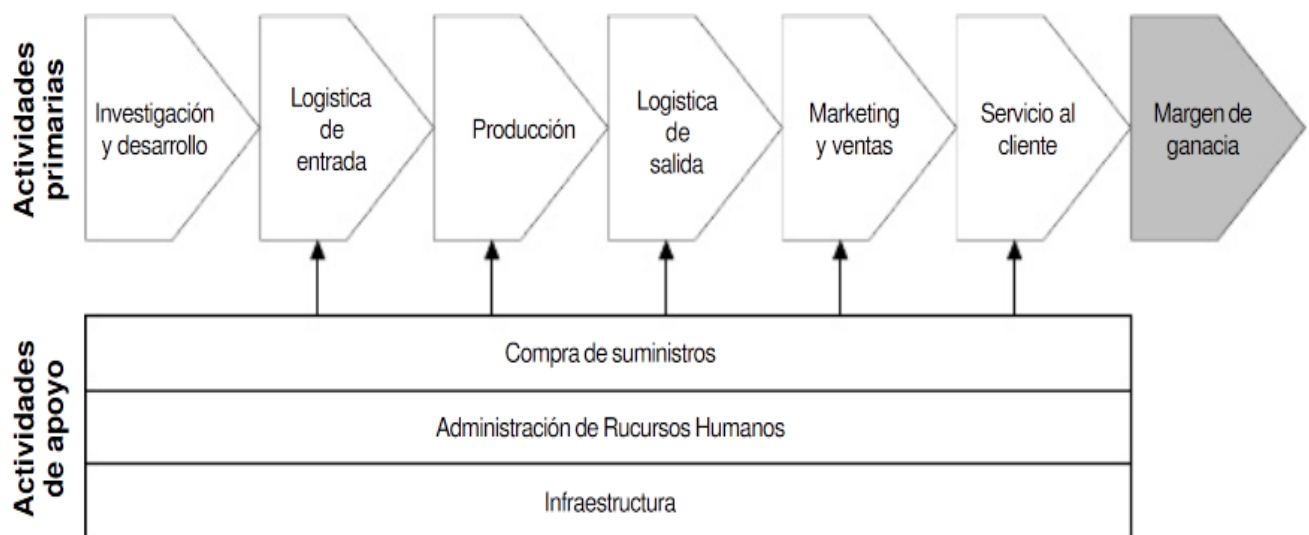 Actividades
primarias
Investigación
y desarrollo
Logistica
de
entrada
Producción
Logistica
de
salida
Marketing
y ventas
Servicio al
cliente
Margen de
ganacia
Actividades
de apoyo
Compra de suministros
Administración de Rucursos Humanos
Infraestructura